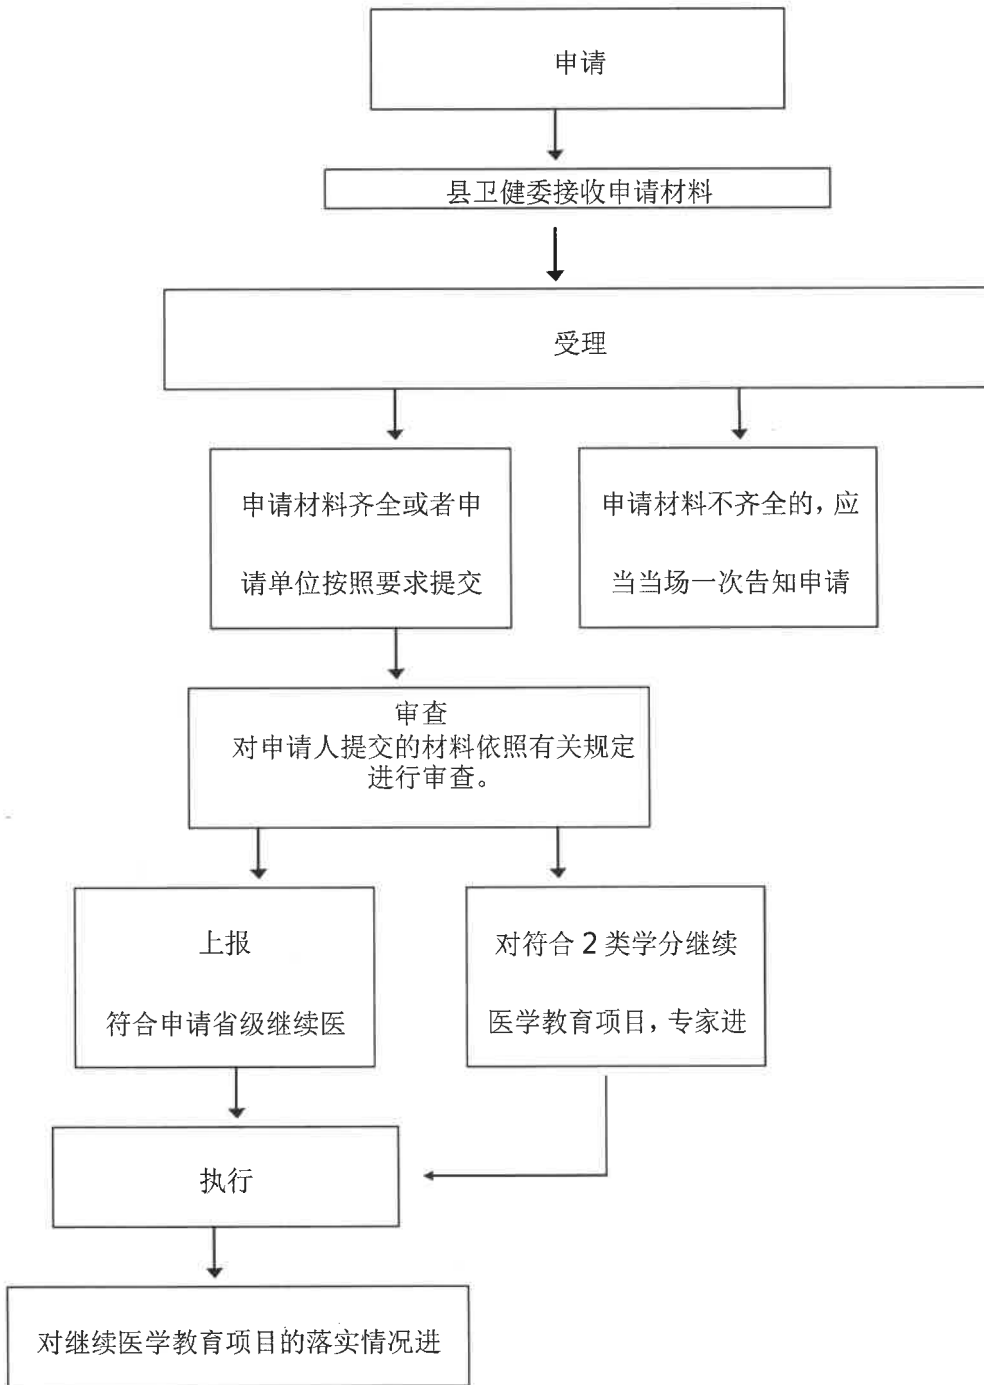 申请
县卫健委接收申请材料
受理
申请材料齐全或者申
请单位按照要求提交
申请材料不齐全的，应
当当场一次告知申请
审查
对申请人提交的材料依照有关规定
进行审查。
上报
符合申请省级继续医
对符合 2 类学分继续
医学教育项目，专家进
执行
对继续医学教育项目的落实情况进